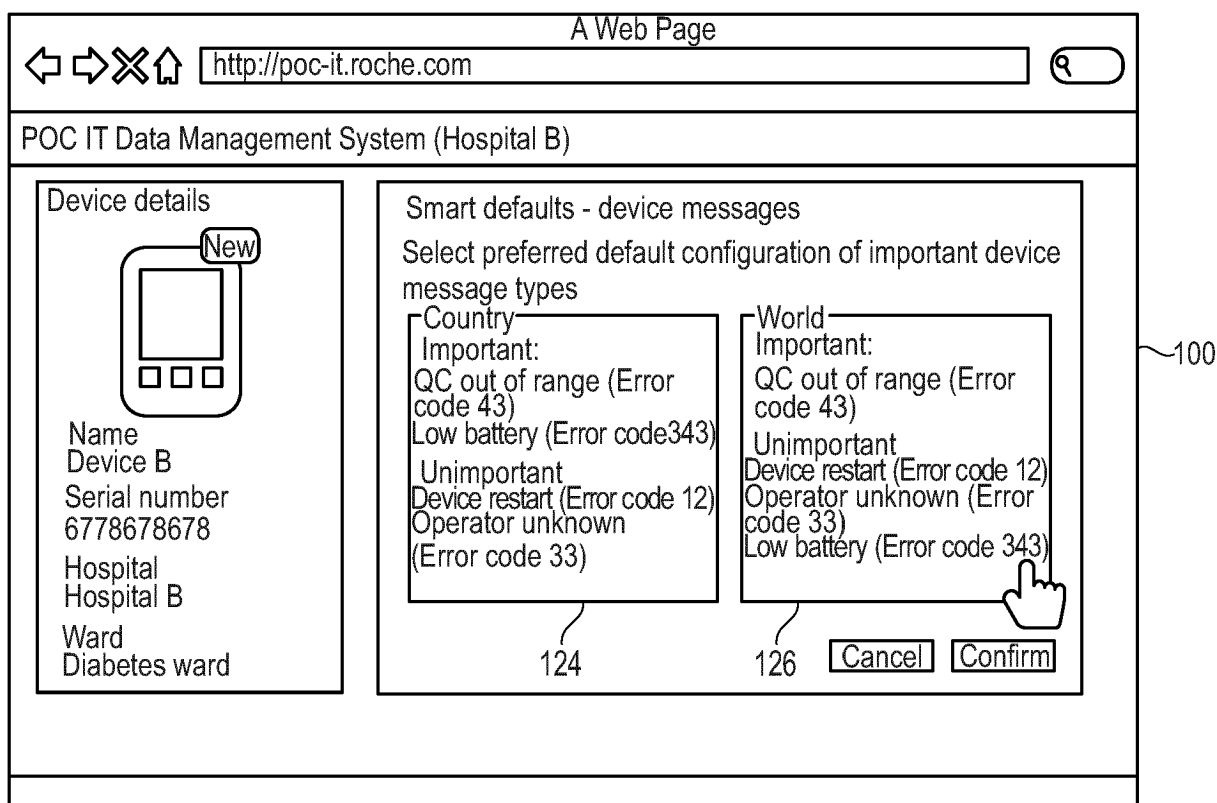 A Web Page
http://poc-it.roche.com
POC IT Data Management System (Hospital B)
Device details
New
Name
Device B
Serial number
6778678678
Hospital
Hospital B
Ward
Diabetes ward
Smart defaults - device messages
Select preferred default configuration of important device
message types
Country
Important:
QC out of range (Error
code 43)
Low battery (Error code343)
Unimportant
Device restart (Error code 12)
Operator unknown
(Error code 33)
World
Important:
QC out of range (Error
code 43)
Unimportant
Device restart (Error code 12)
Operator unknown (Error
code 33)
Low battery (Error code 343)
124
126
Cancel
Confirm
100